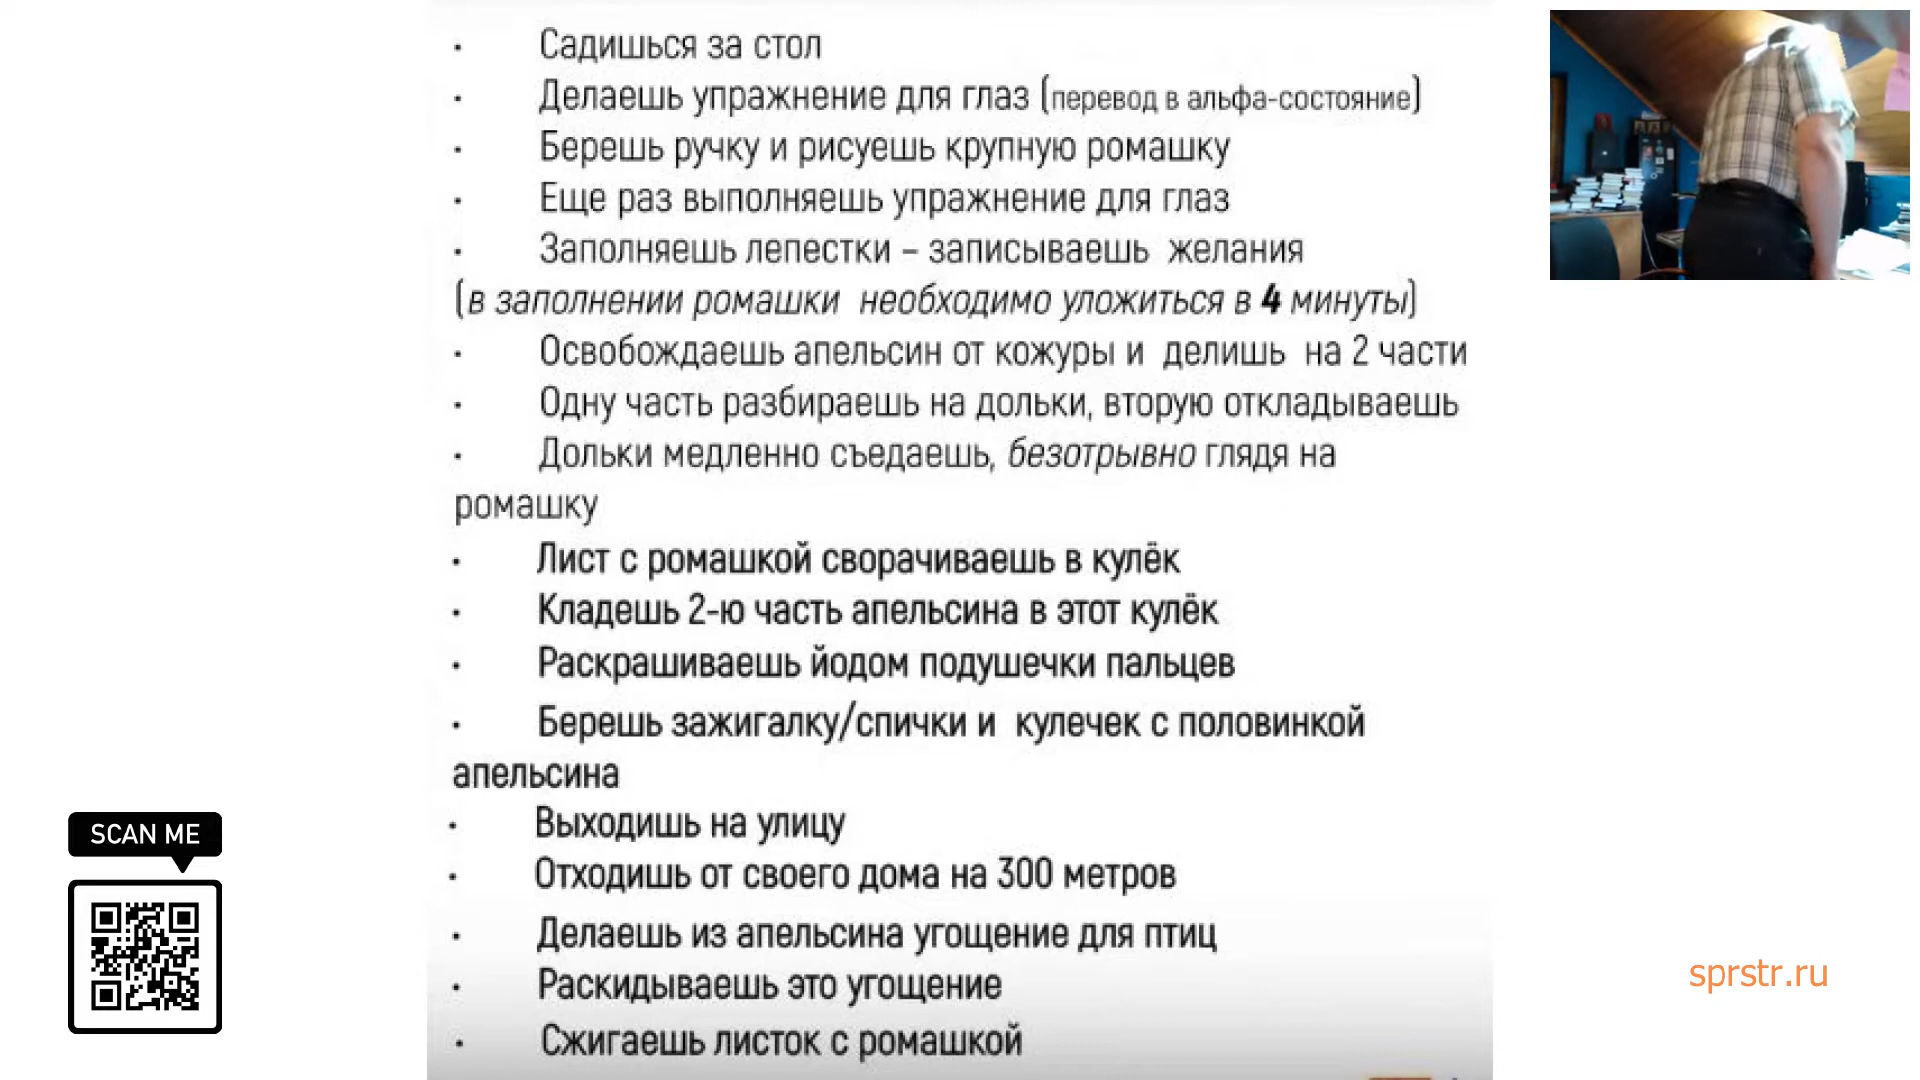 • Садишься за стол
• Делаешь упражнение для глаз (перевод в альфа-состояние)
• Берешь ручку и рисуешь крупную ромашку
• Еще раз выполняешь упражнение для глаз
• Заполняешь лепестки – записываешь желания
(в заполнении ромашки необходимо уложиться в 4 минуты)
• Освобождаешь апельсин от кожуры и делишь на 2 части
• Одну часть разбираешь на дольки, вторую откладываешь
• Дольки медленно съедаешь, безотрывно глядя на
ромашку
• Лист с ромашкой сворачиваешь в кулёк
• Кладешь 2-ю часть апельсина в этот кулёк
• Раскрашиваешь йодом подушечки пальцев
• Берешь зажигалку/спички и кулечек с половинкой
апельсина
• Выходишь на улицу
• Отходишь от своего дома на 300 метров
• Делаешь из апельсина угощение для птиц
• Раскидываешь это угощение
• Сжигаешь листок с ромашкой
SCAN ME
sprstr.ru